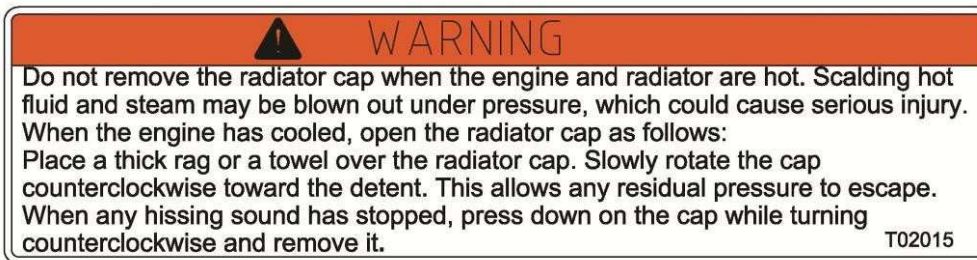 WARNING
Do not remove the radiator cap when the engine and radiator are hot. Scalding hot
fluid and steam may be blown out under pressure, which could cause serious injury.
When the engine has cooled, open the radiator cap as follows:
Place a thick rag or a towel over the radiator cap. Slowly rotate the cap
counterclockwise toward the detent. This allows any residual pressure to escape.
When any hissing sound has stopped, press down on the cap while turning
counterclockwise and remove it.
T02015